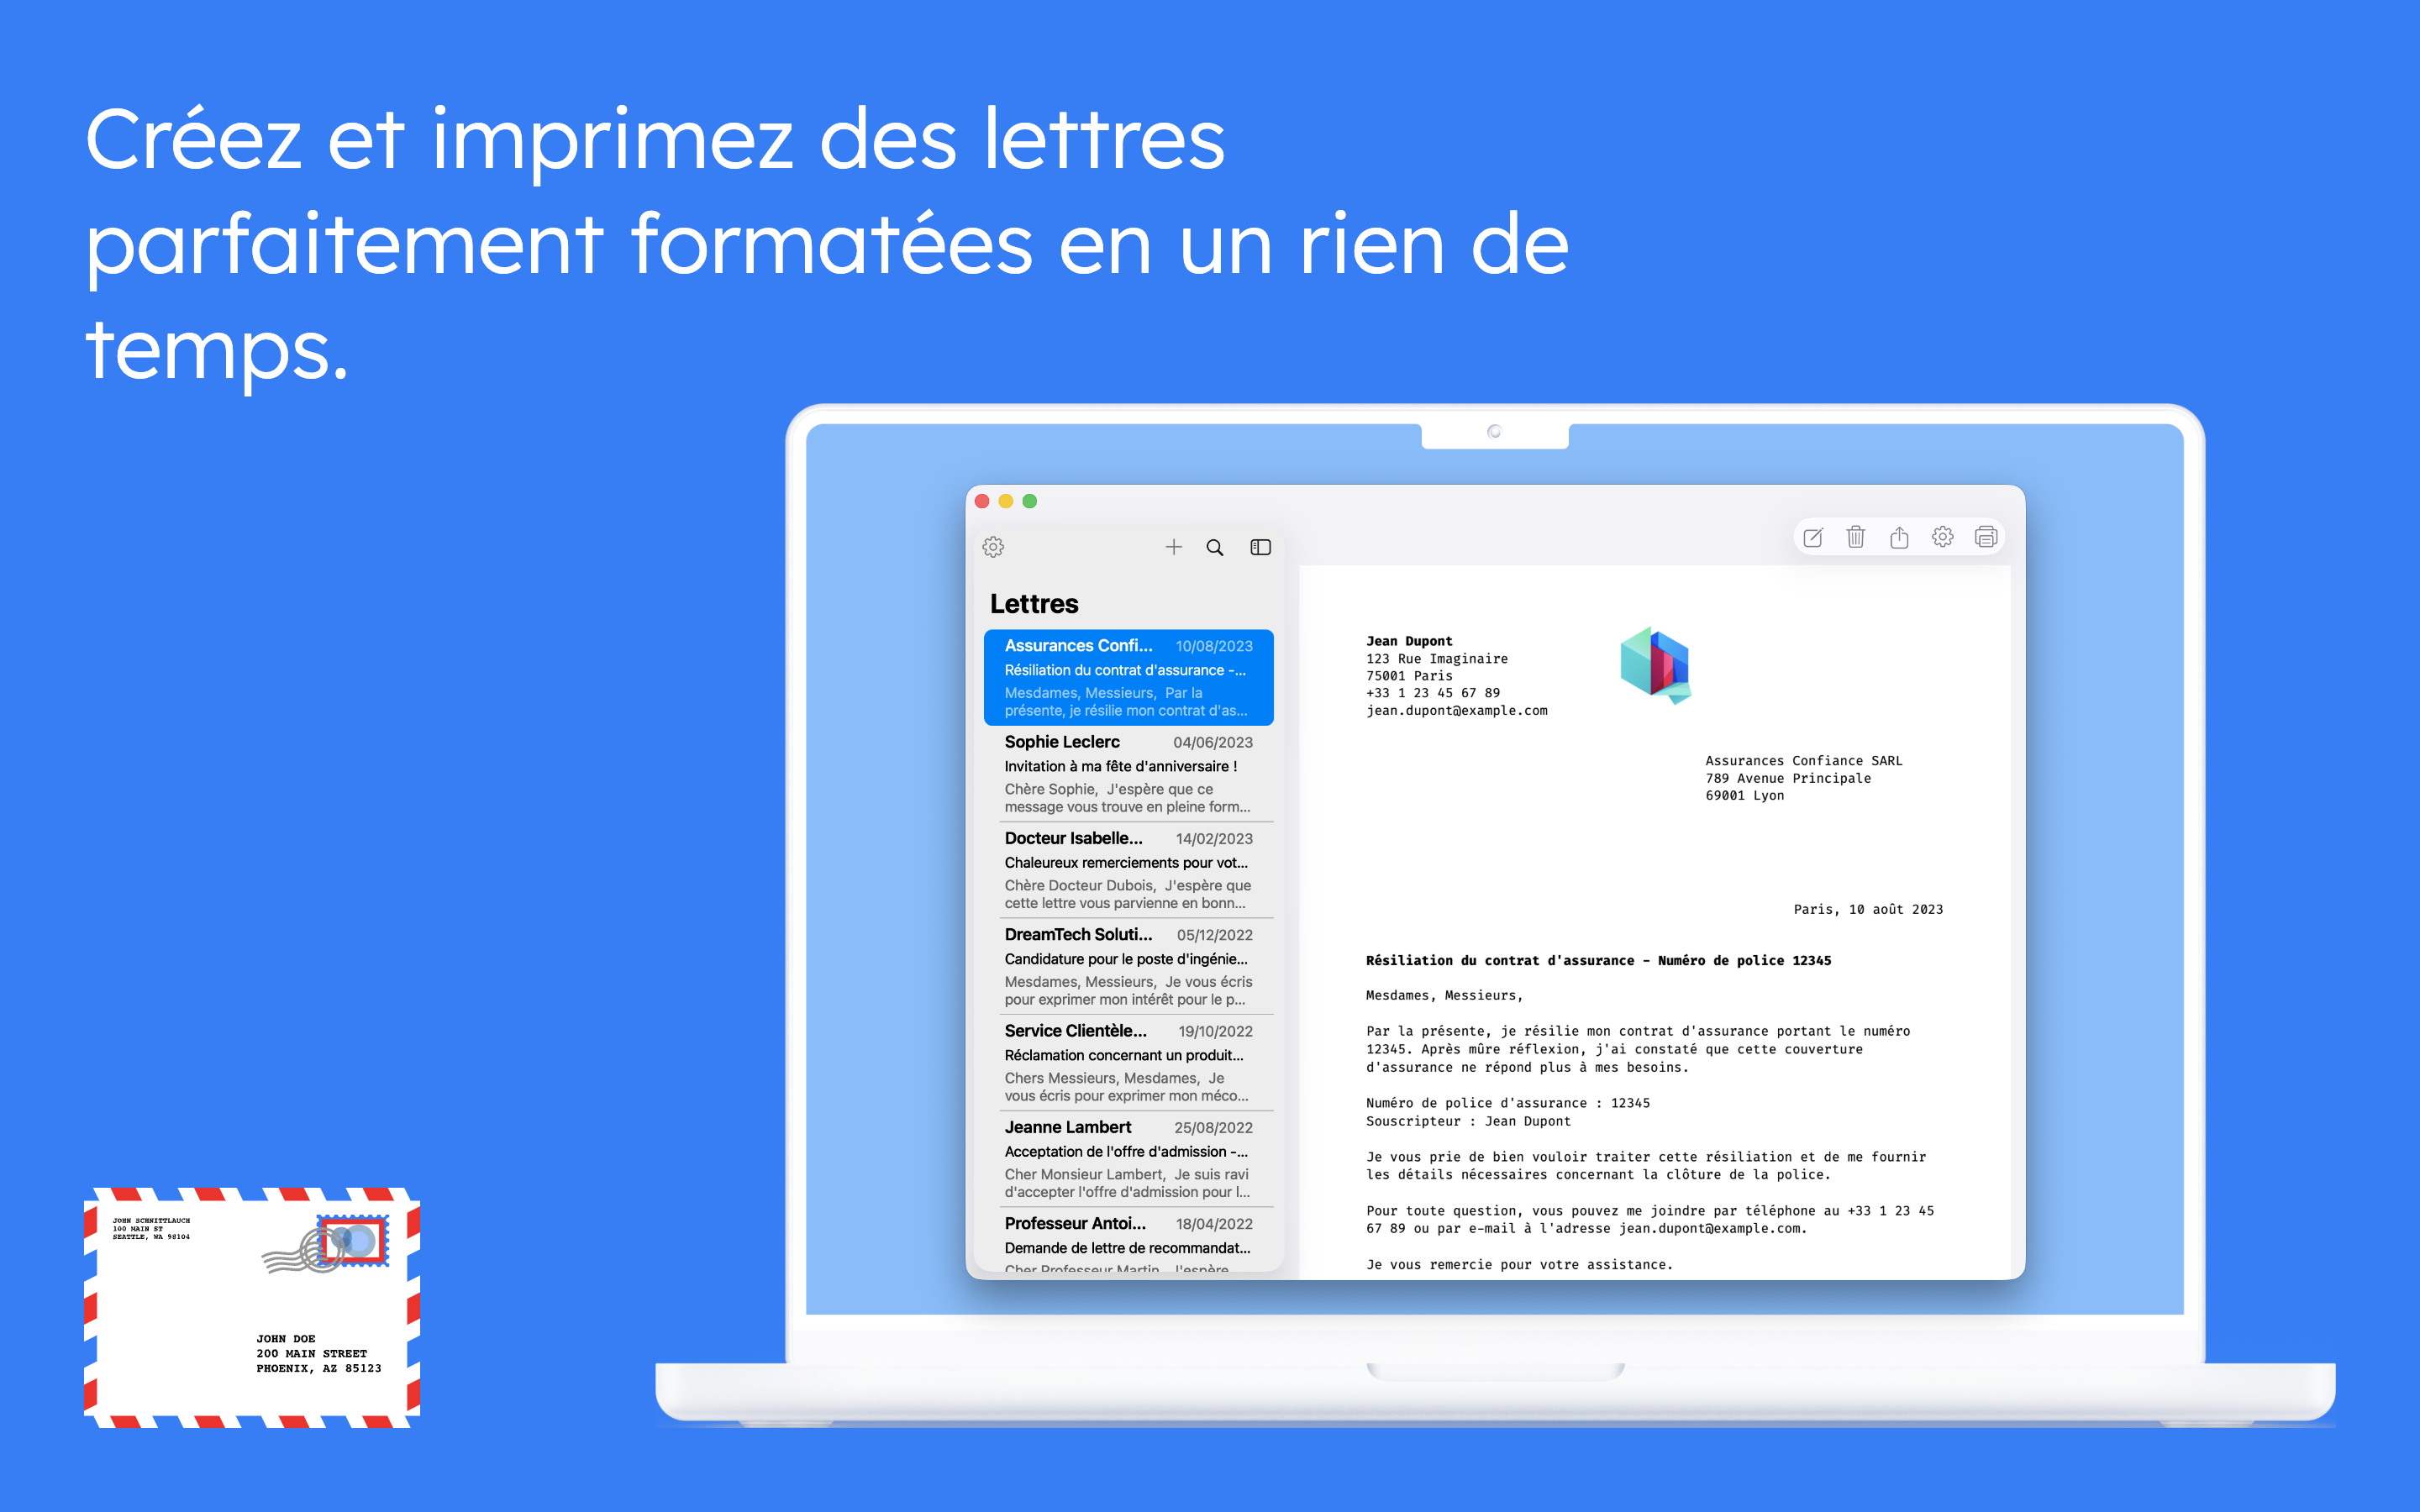 Créez et imprimez des lettres
parfaitement formatées en un rien de
temps.
Lettres
Assurances Confi... 10/08/2023
Résiliation du contrat d'assurance -...
Mesdames, Messieurs, Par la
présente, je résilie mon contrat d'as...
Sophie Leclerc 04/06/2023
Invitation à ma fête d'anniversaire !
Chère Sophie, J'espère que ce
message vous trouve en pleine form...
Docteur Isabelle... 14/02/2023
Chaleureux remerciements pour vot...
Chère Docteur Dubois, J'espère que
cette lettre vous parvienne en bonn...
DreamTech Soluti... 05/12/2022
Candidature pour le poste d'ingénie...
Mesdames, Messieurs, Je vous écris
pour exprimer mon intérêt pour le p...
Service Clientèle... 19/10/2022
Réclamation concernant un produit...
Chers Messieurs, Mesdames, Je
vous écris pour exprimer mon méco...
Jeanne Lambert 25/08/2022
Acceptation de l'offre d'admission -...
Cher Monsieur Lambert, Je suis ravi
d'accepter l'offre d'admission pour l...
Professeur Antoi... 18/04/2022
Demande de lettre de recommandat...
Cher Professeur Martin, J'espère
Jean Dupont
123 Rue Imaginaire
75001 Paris
+33 1 23 45 67 89
jean.dupont@example.com
Assurances Confiance SARL
789 Avenue Principale
69001 Lyon
Paris, 10 août 2023
Résiliation du contrat d'assurance - Numéro de police 12345
Mesdames, Messieurs,
Par la présente, je résilie mon contrat d'assurance portant le numéro
12345. Après mûre réflexion, j'ai constaté que cette couverture
d'assurance ne répond plus à mes besoins.
Numéro de police d'assurance : 12345
Souscripteur : Jean Dupont
Je vous prie de bien vouloir traiter cette résiliation et de me fournir
les détails nécessaires concernant la clôture de la police.
Pour toute question, vous pouvez me joindre par téléphone au +33 1 23 45
67 89 ou par e-mail à l'adresse jean.dupont@example.com.
Je vous remercie pour votre assistance.
JOHN SCHNITTLAUCH
100 MAIN ST
SEATTLE, WA 98104
JOHN DOE
200 MAIN STREET
PHOENIX, AZ 85123